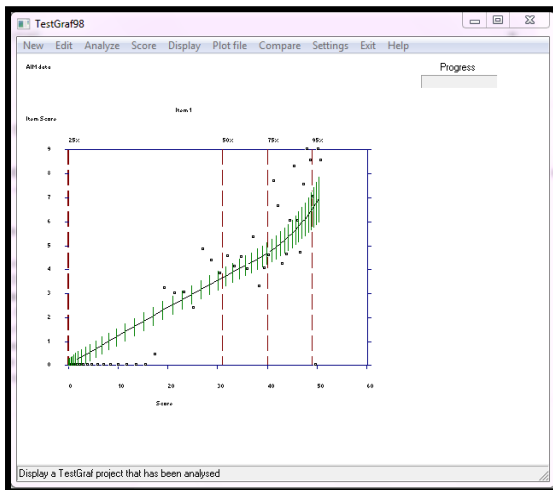 TestGraf98
New Edit Analyze Score Display Plot file Compare Settings Exit Help
AIM data
Progress
Item 1
Item Score
25% 50% 75% 95%
9
8
7
6
5
4
3
2
1
0
0 10 20 30 40 50 60
Score
Display a TestGraf project that has been analysed